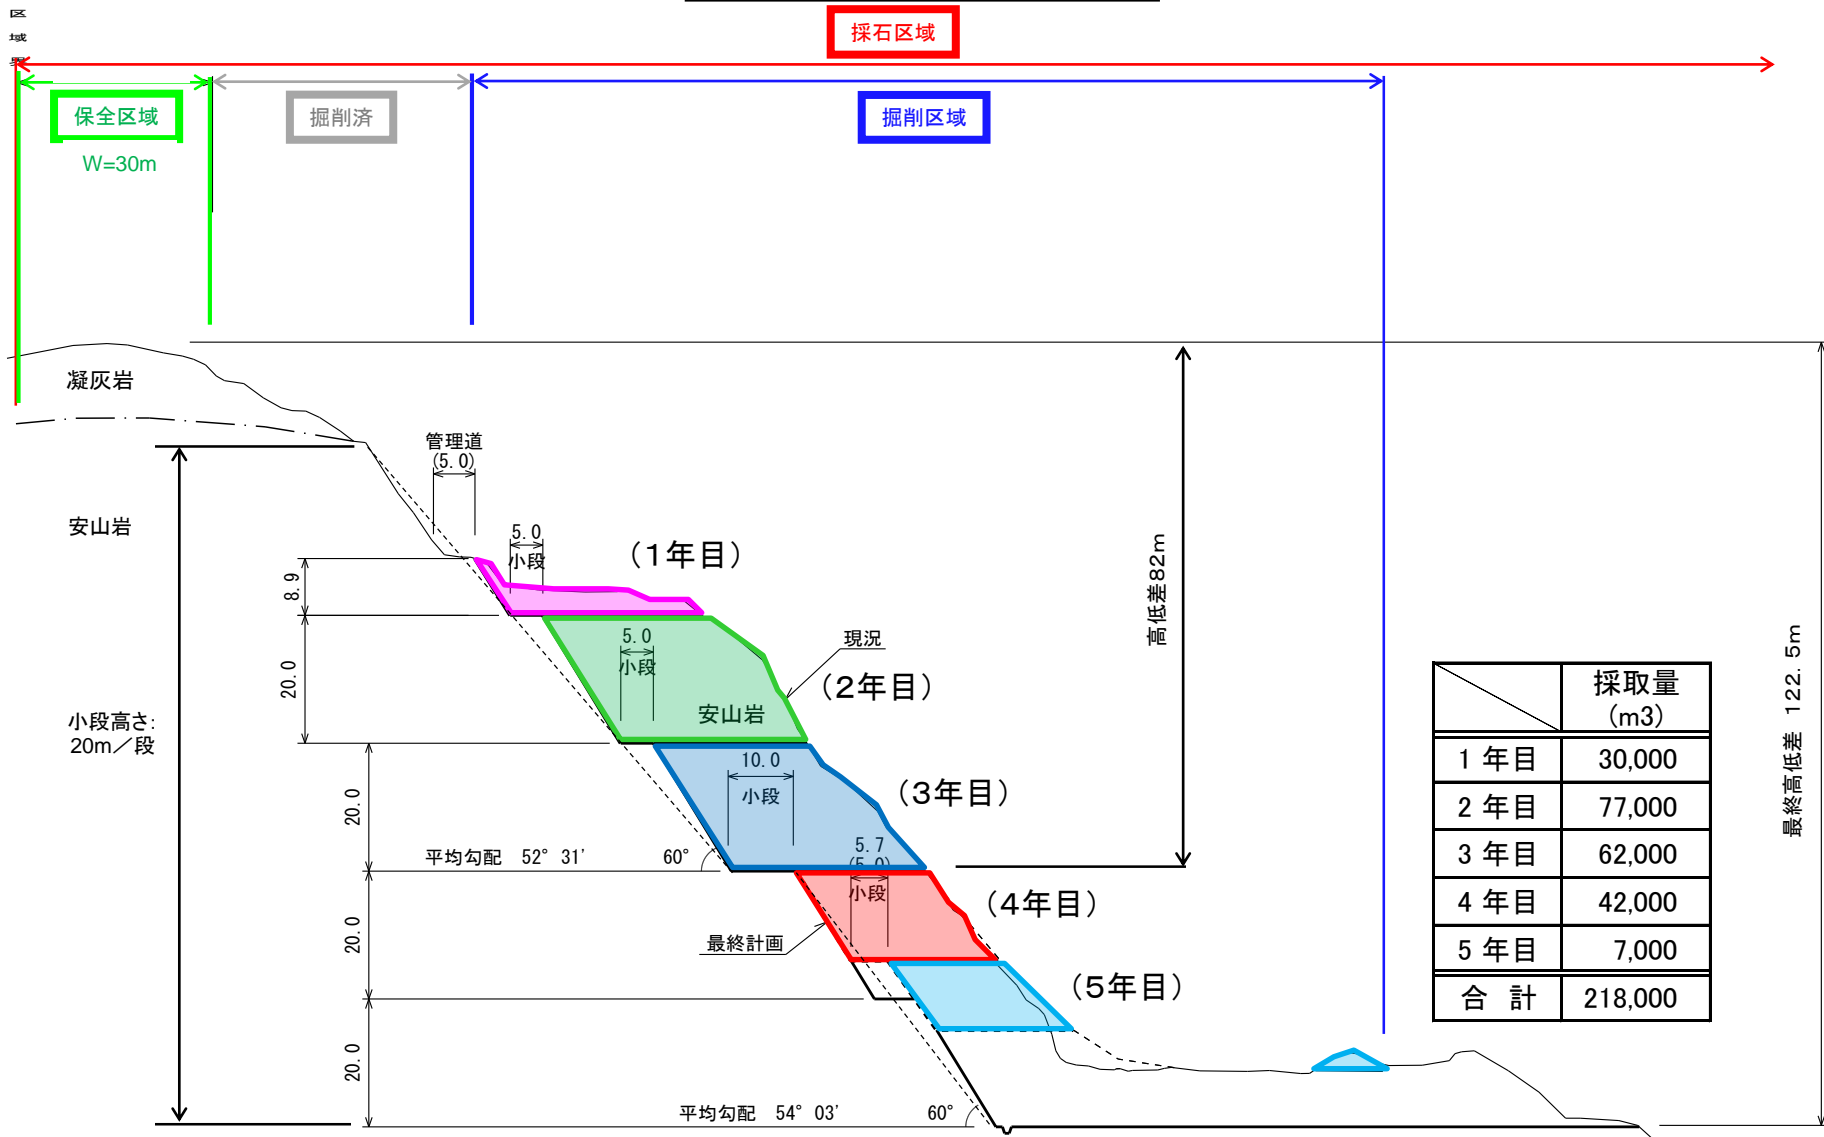 区
域
界
採石区域
保全区域
掘削済
掘削区域
W=30m
凝灰岩
管理道
(5.0)
安山岩
5.0
小段
(1年目)
8.9
5.0
小段
現況
高低差82m
20.0
(2年目)
安山岩
小段高さ:
20m/段
10.0
小段
(3年目)
20.0
5.7
(5.0)
小段
平均勾配 52° 31'
60°
(4年目)
20.0
最終計画
(5年目)
20.0
平均勾配 54° 03'
60°
採取量
(m3)
1 年目 30,000
2 年目 77,000
3 年目 62,000
4 年目 42,000
5 年目 7,000
合 計 218,000
最終高低差 122.5m